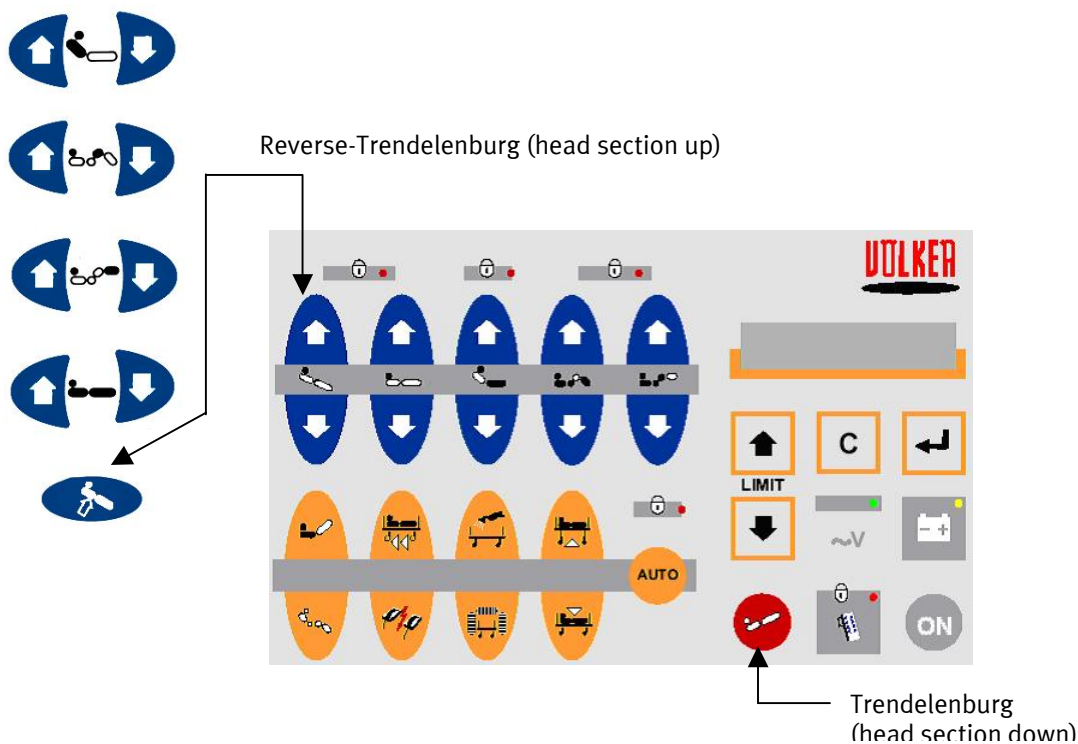 Reverse-Trendelenburg (head section up)
VÖLKER
C
LIMIT
~V
- +
AUTO
ON
Trendelenburg
(head section down)